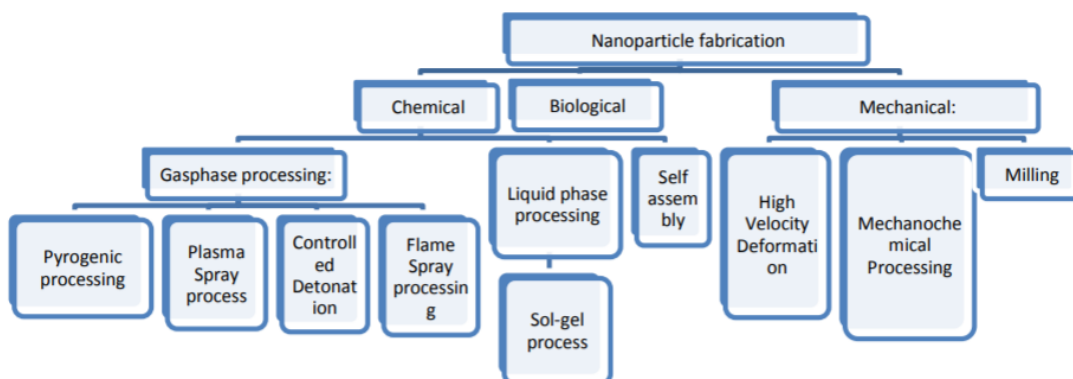 Nanoparticle fabrication
Chemical
Biological
Mechanical:
Gasphase processing:
Liquid phase
processing
Self
assem
bly
High
Velocity
Deformati
on
Mechanoche
mical
Processing
Milling
Pyrogenic
processing
Plasma
Spray
process
Controll
ed
Detonat
ion
Flame
Spray
processin
g
Sol-gel
process